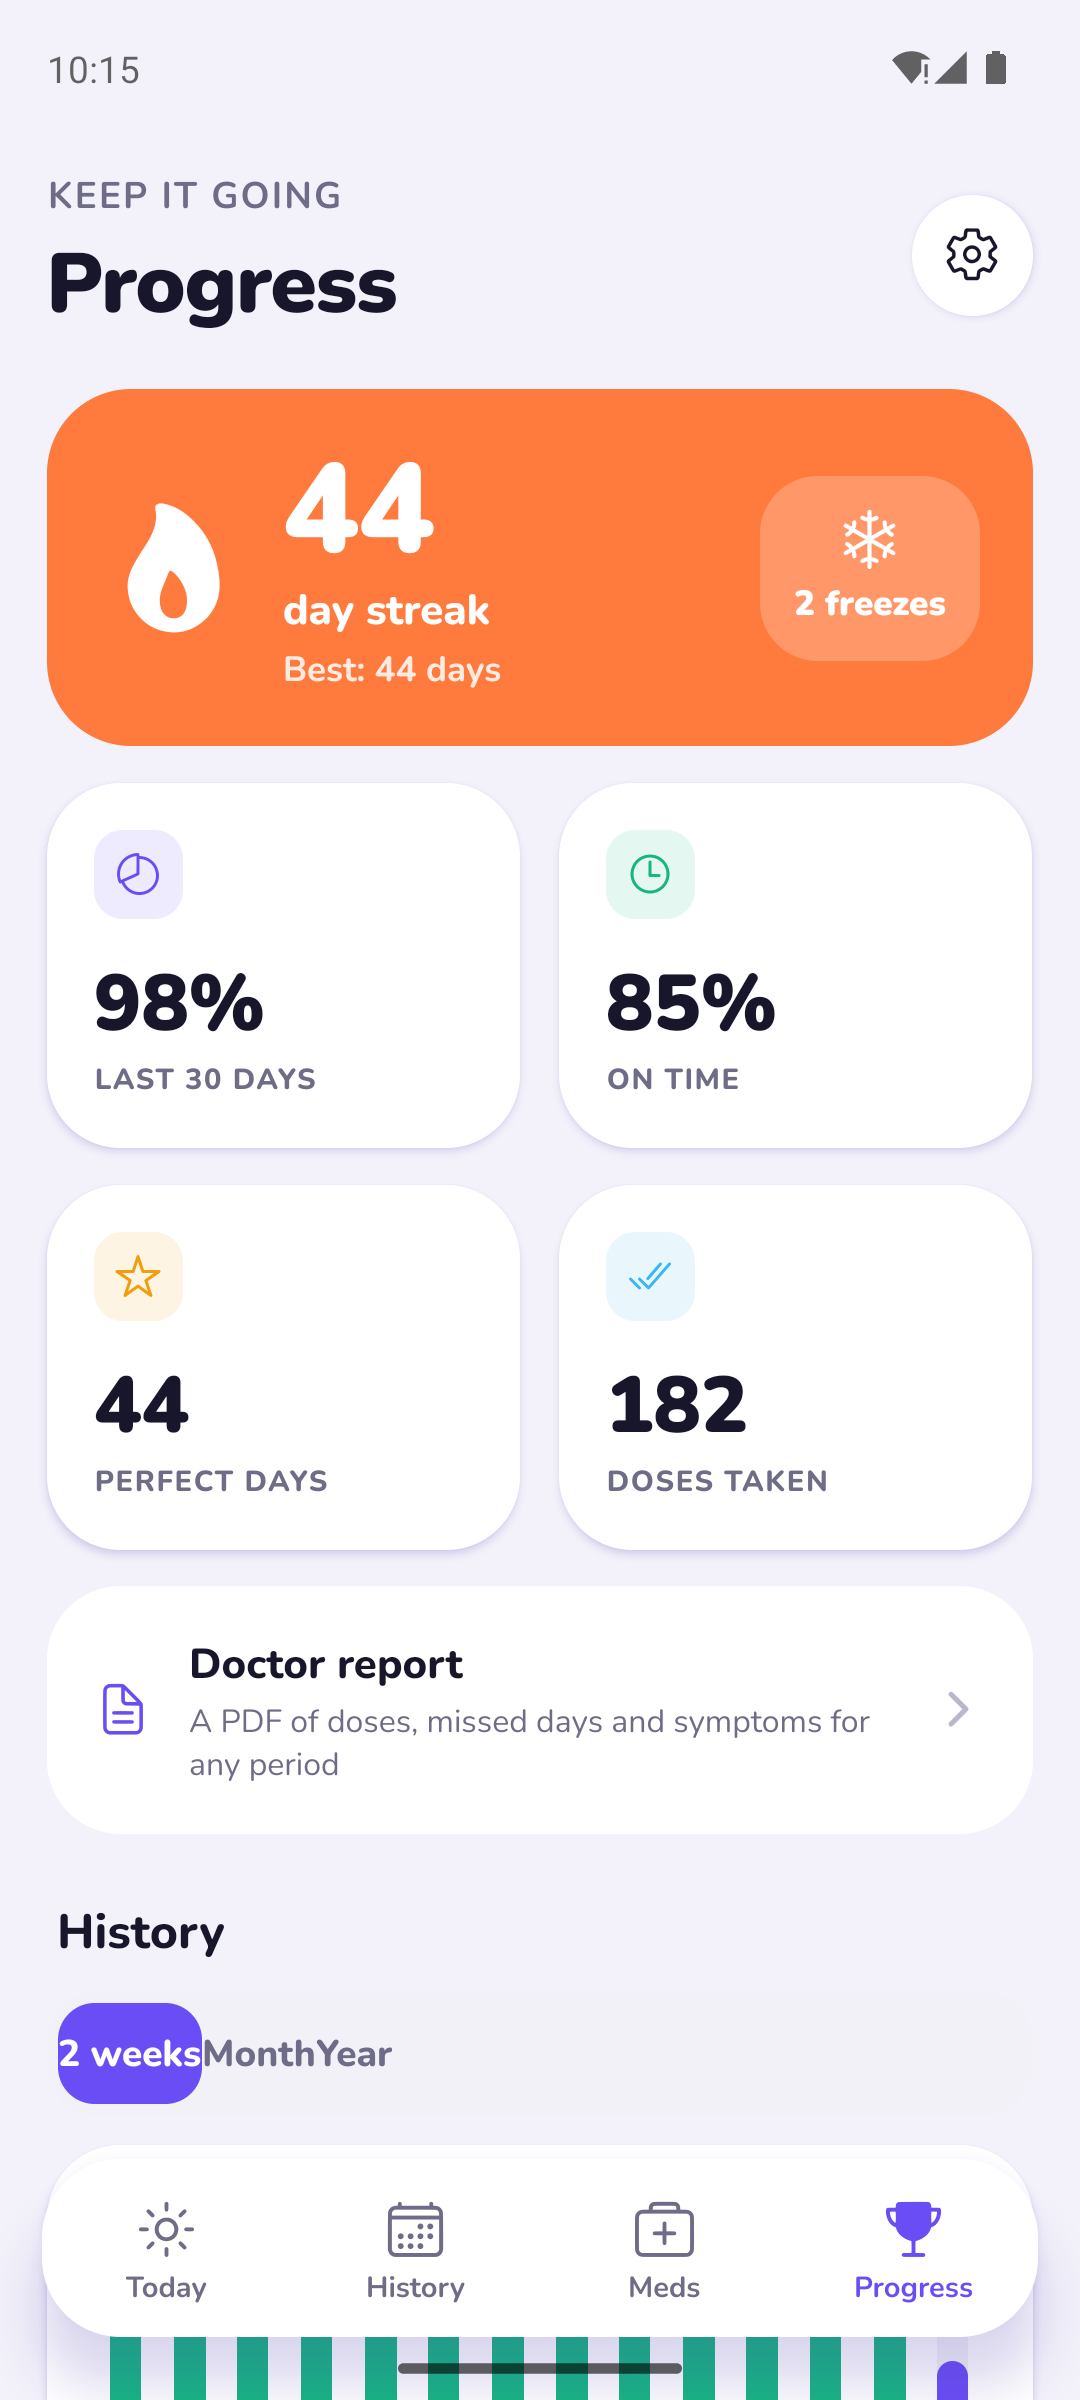 10:15
KEEP IT GOING
Progress
44
day streak
Best: 44 days
2 freezes
98%
LAST 30 DAYS
85%
ON TIME
44
PERFECT DAYS
182
DOSES TAKEN
Doctor report
A PDF of doses, missed days and symptoms for
any period
History
2 weeks Month Year
Today History Meds Progress